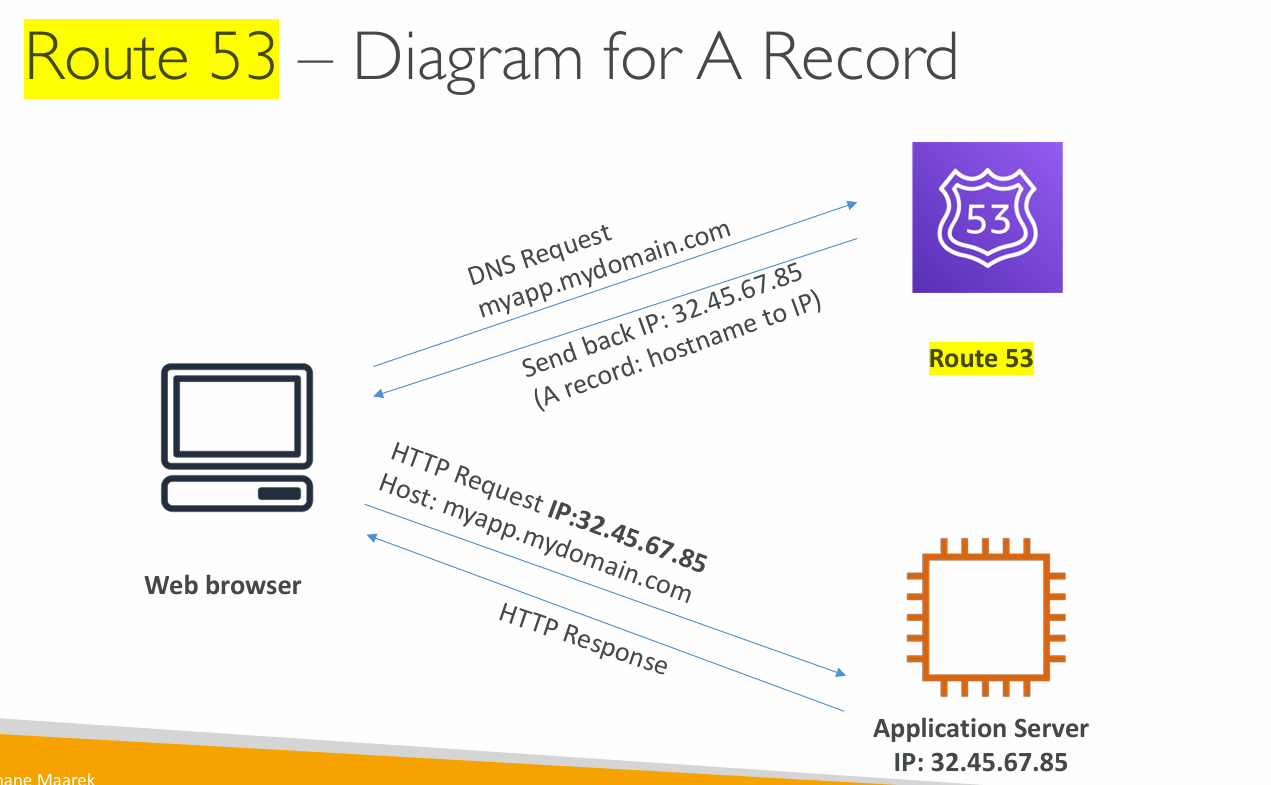 Route 53 – Diagram for A Record
53
DNS Request
myapp.mydomain.com
Send back IP: 32.45.67.85
(A record: hostname to IP)
Route 53
HTTP Request IP:32.45.67.85
Host: myapp.mydomain.com
Web browser
HTTP Response
Application Server
IP: 32.45.67.85
Maarek